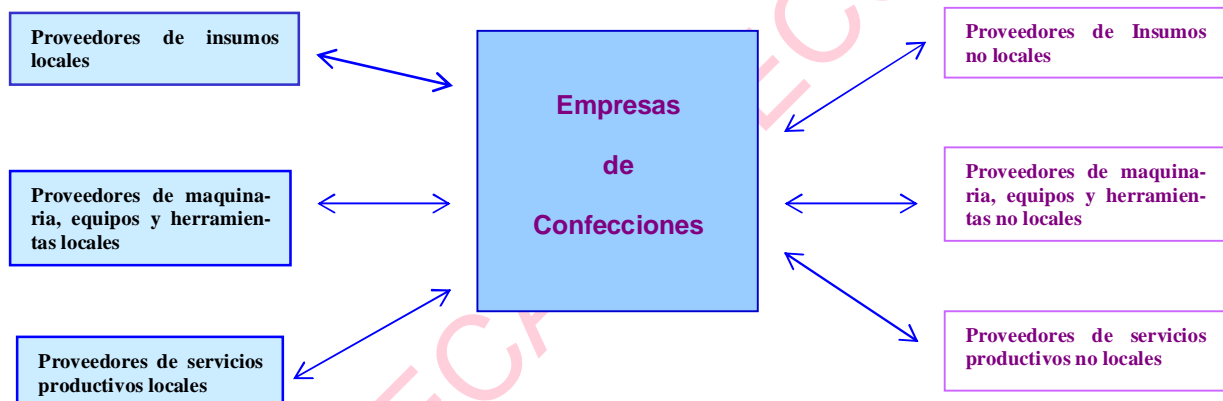 Proveedores de insumos
locales
Proveedores de maquina-
ria, equipos y herramien-
tas locales
Proveedores de servicios
productivos locales
Empresas
de
Confecciones
Proveedores de Insumos
no locales
Proveedores de maquina-
ria, equipos y herramien-
tas no locales
Proveedores de servicios
productivos no locales